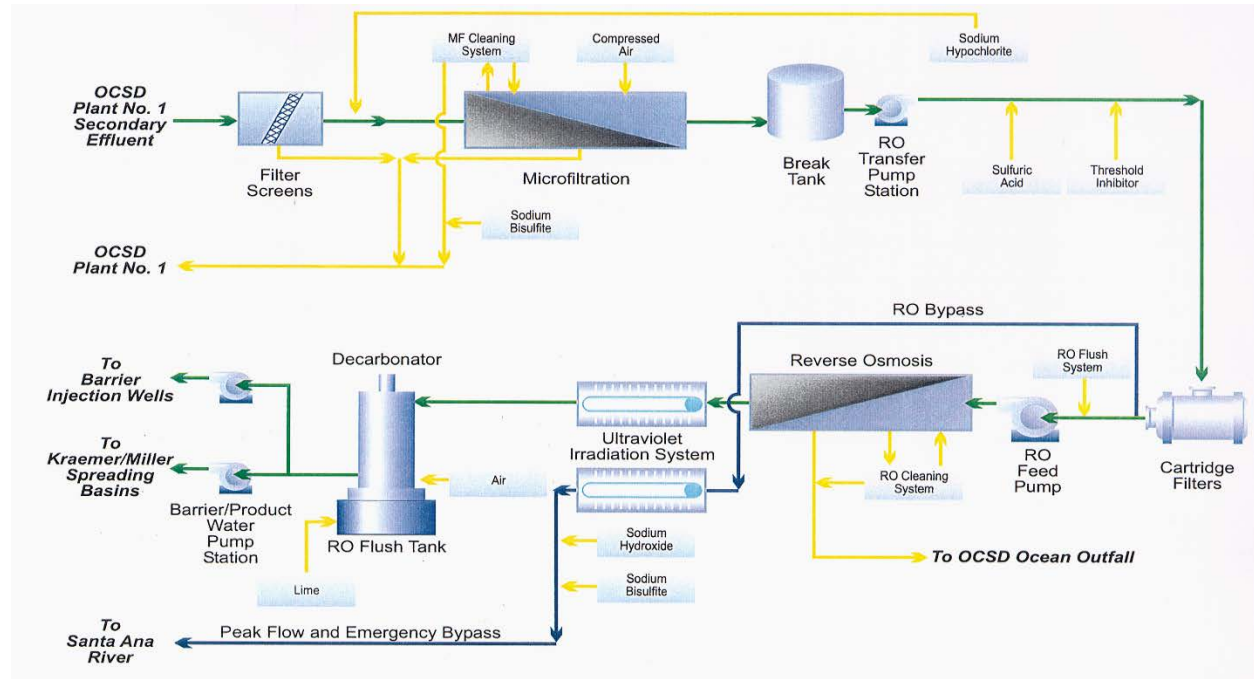 MF Cleaning
System
Compressed
Air
Sodium
Hypochlorite
OCSD
Plant No. 1
Secondary
Effluent
Filter
Screens
Microfiltration
Break
Tank
RO
Transfer
Pump
Station
Sulfuric
Acid
Threshold
Inhibitor
Sodium
Bisulfite
OCSD
Plant No. 1
RO Bypass
To
Barrier
Injection Wells
Decarbonator
Reverse Osmosis
RO Flush
System
To
Kraemer/Miller
Spreading
Basins
Ultraviolet
Irradiation System
RO Cleaning
System
RO
Feed
Pump
Cartridge
Filters
Air
Barrier/Product
Water
Pump
Station
RO Flush Tank
Sodium
Hydroxide
To OCSD Ocean Outfall
Lime
Sodium
Bisulfite
To
Santa Ana
River
Peak Flow and Emergency Bypass